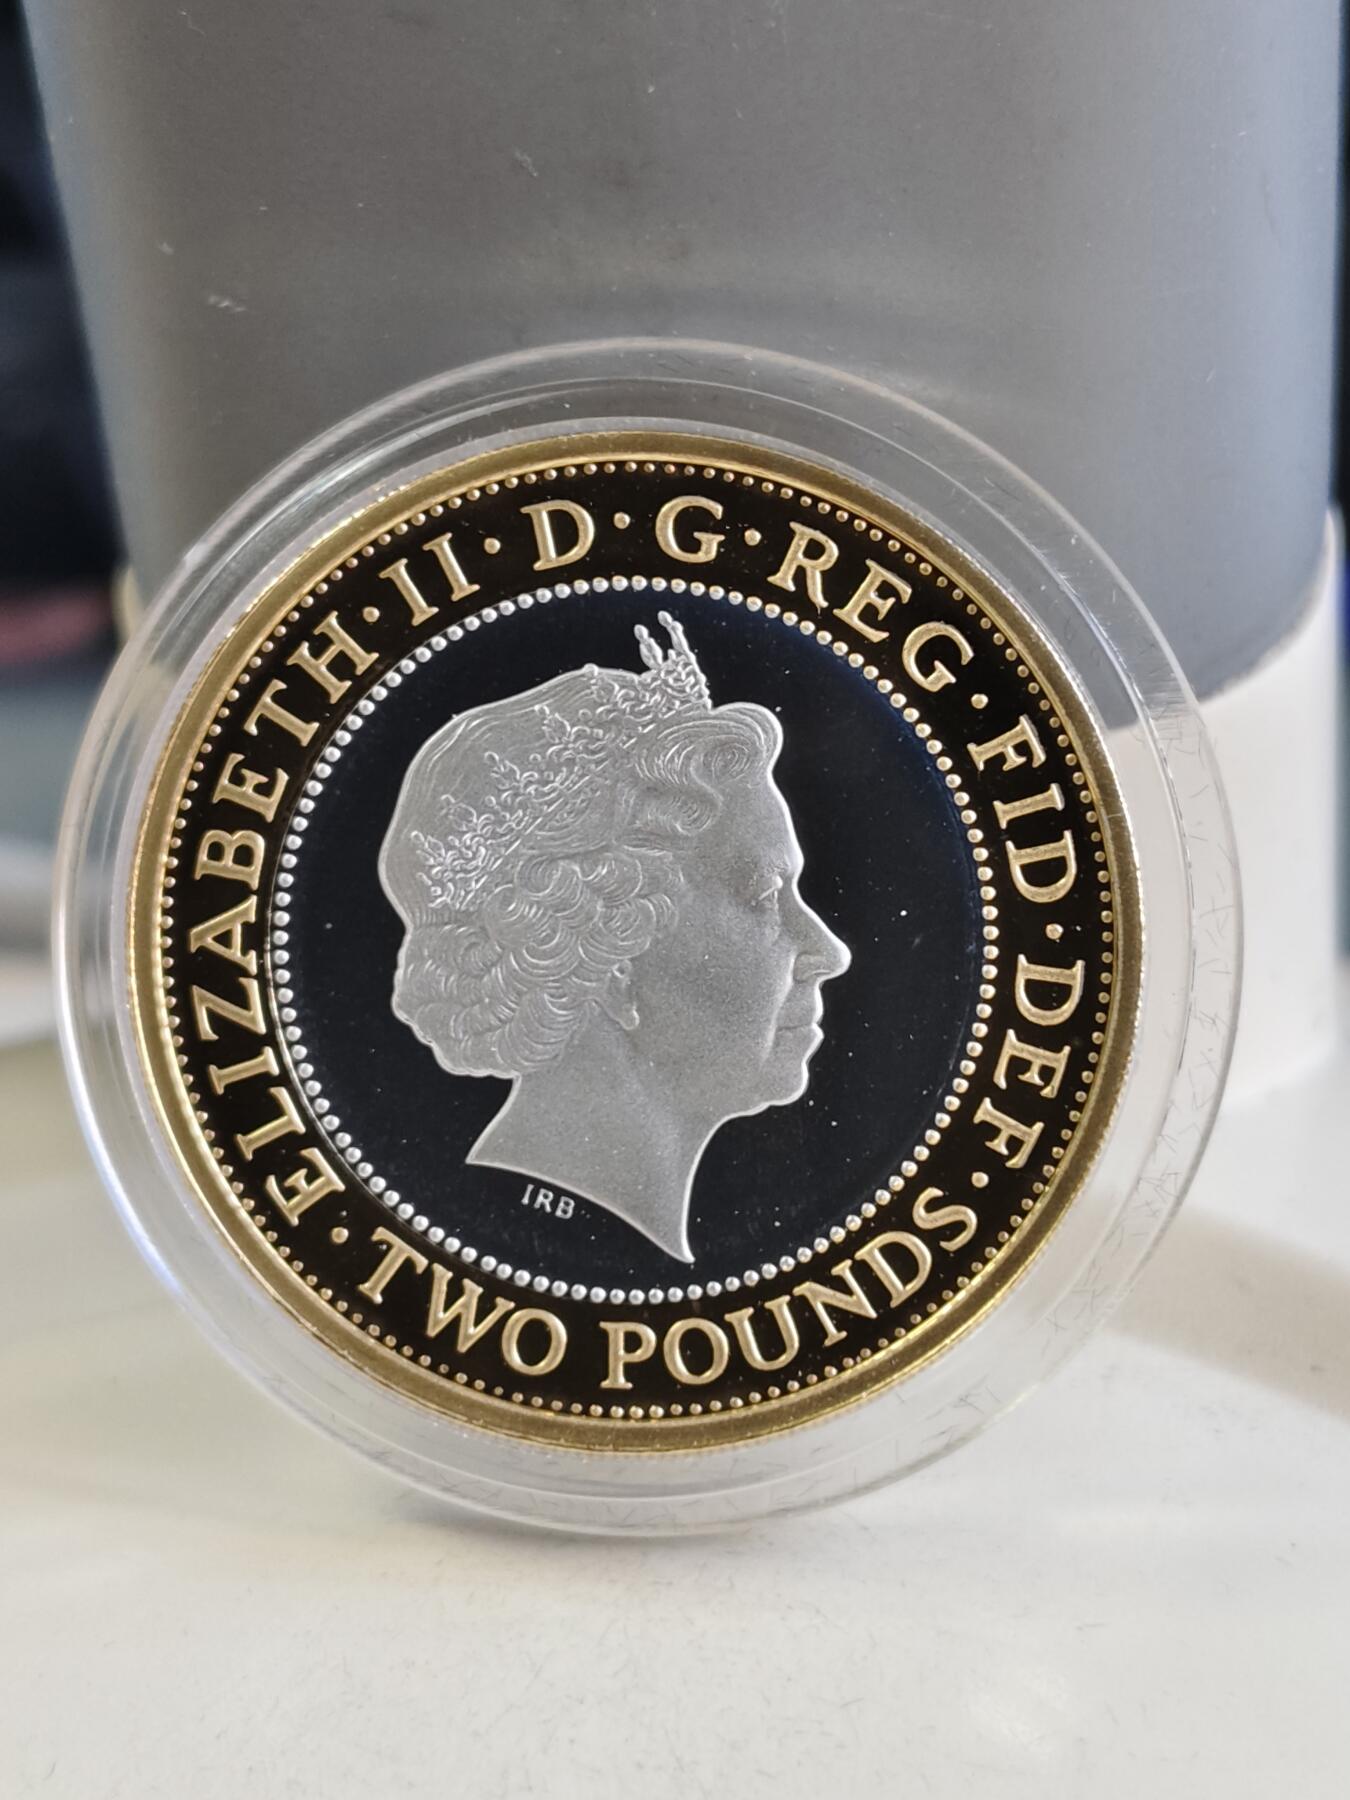 ELIZABETH·II·D·G·REG·FID·DEF·
TWO POUNDS·
IRB